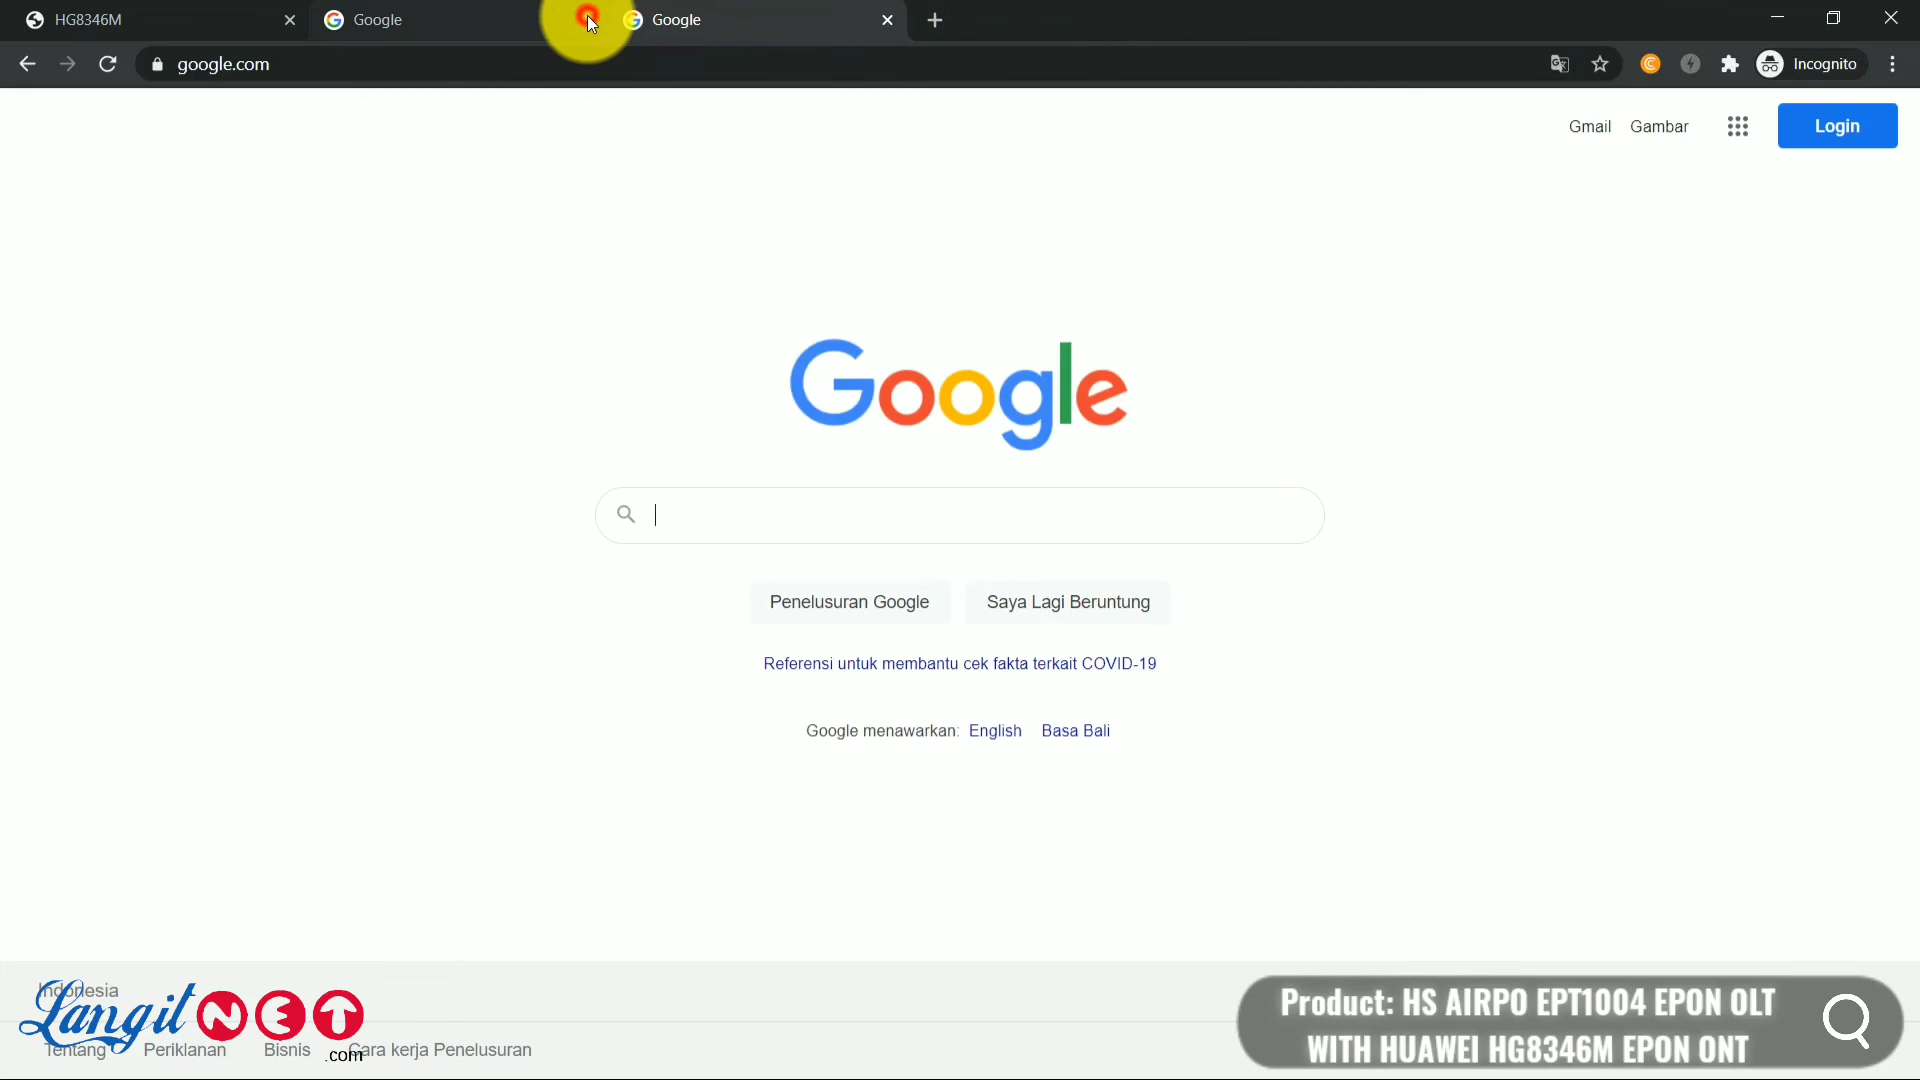 HG8346M
Google
Google
google.com
Incognito
Gmail
Gambar
Login
Google
Penelusuran Google
Saya Lagi Beruntung
Referensi untuk membantu cek fakta terkait COVID-19
Google menawarkan: English Basa Bali
Indonesia
Langit NET
.com
Tentang
Periklanan
Bisnis
Cara kerja Penelusuran
Product: HS AIRPO EPT1004 EPON OLT
WITH HUAWEI HG8346M EPON ONT